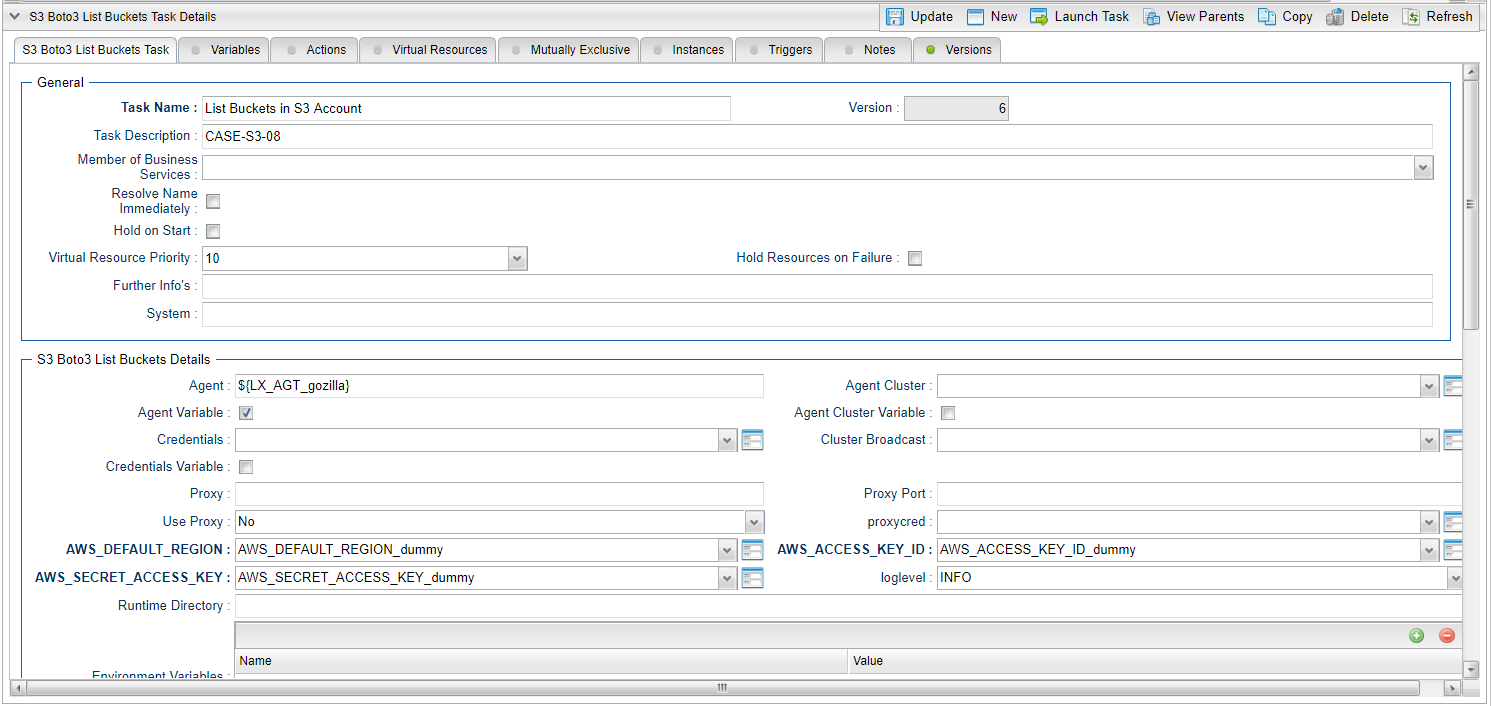 S3 Boto3 List Buckets Task Details
Update New Launch Task View Parents Copy Delete Refresh
S3 Boto3 List Buckets Task Variables Actions Virtual Resources Mutually Exclusive Instances Triggers Notes Versions
General
Task Name : List Buckets in S3 Account Version : 6
Task Description : CASE-S3-08
Member of Business
Services :
Resolve Name
Immediately :
Hold on Start :
Virtual Resource Priority : 10 Hold Resources on Failure :
Further Info's :
System :
S3 Boto3 List Buckets Details
Agent : ${LX_AGT_gozilla} Agent Cluster :
Agent Variable : Agent Cluster Variable :
Credentials : Cluster Broadcast :
Credentials Variable :
Proxy : Proxy Port :
Use Proxy : No proxycred :
AWS_DEFAULT_REGION : AWS_DEFAULT_REGION_dummy AWS_ACCESS_KEY_ID : AWS_ACCESS_KEY_ID_dummy
AWS_SECRET_ACCESS_KEY : AWS_SECRET_ACCESS_KEY_dummy loglevel : INFO
Runtime Directory :
Name Value
Environment Variables :